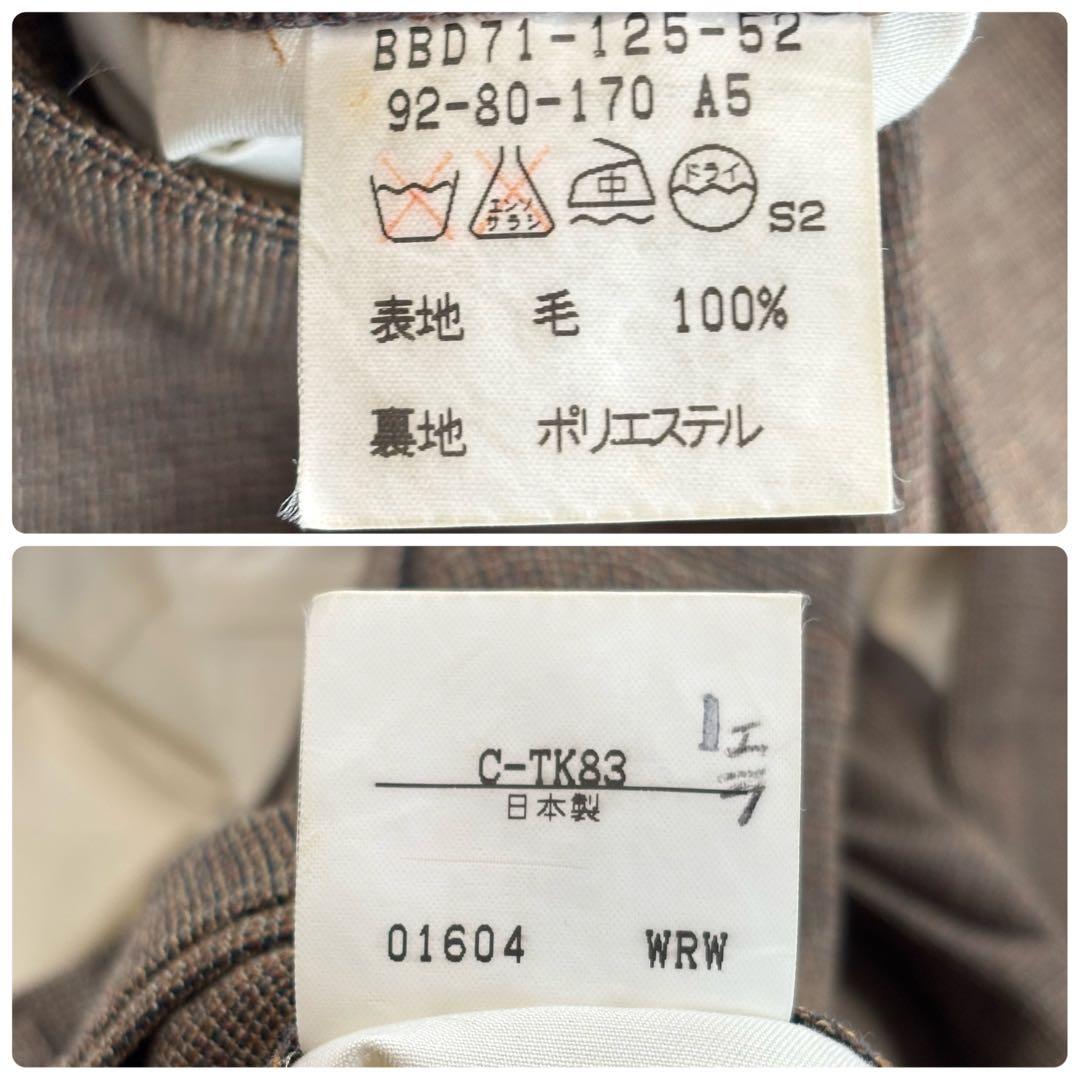 BBD71-125-52
92-80-170 A5
エンソ
サラシ
中
ドライ
S2
表地 毛 100%
裏地 ポリエステル
C-TK83
日本製
01604 WRW